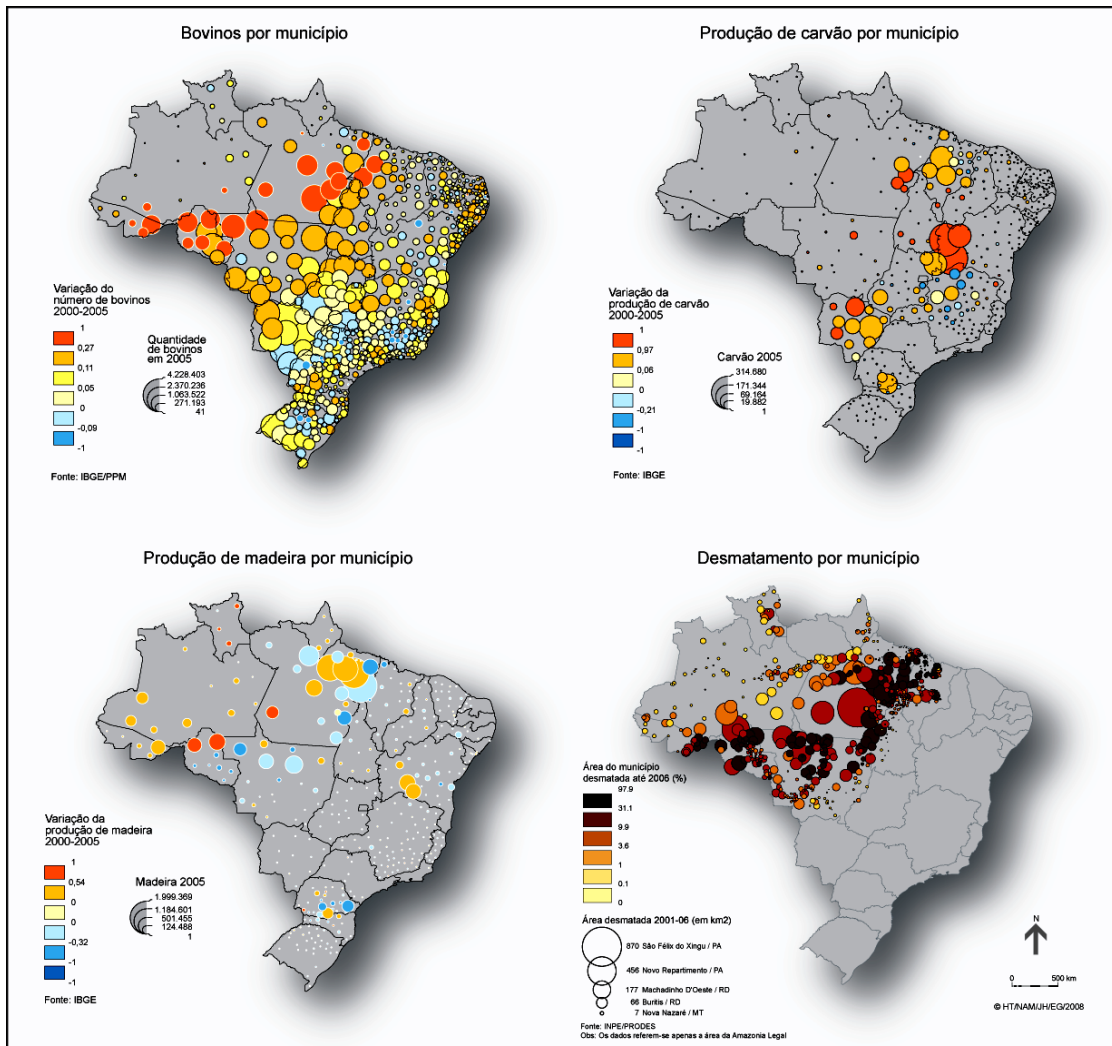 Bovinos por município
Variação do
número de bovinos
2000-2005
1
0,27
0,11
0,05
0
-0,09
-1
Quantidade
de bovinos
em 2005
4.228.403
2.370.236
1.063.522
271.193
41
Fonte: IBGE/PPM
Produção de carvão por município
Variação da
produção de carvão
2000-2005
1
0,97
0,06
0
-0,21
-1
-1
Carvão 2005
314.680
171.344
69.164
19.882
1
Fonte: IBGE
Produção de madeira por município
Variação da
produção de madeira
2000-2005
1
0,54
0
0
-0,32
-1
-1
Madeira 2005
1.999.369
1.184.601
501.455
124.488
1
Fonte: IBGE
Desmatamento por município
Área do município
desmatada até 2006 (%)
97.9
31.1
9.9
3.6
1
0.1
0
Área desmatada 2001-06 (em km2)
870 São Félix do Xingu / PA
456 Novo Repartimento / PA
177 Machadinho D'Oeste / RD
66 Buritis / RD
7 Nova Nazaré / MT
Fonte: INPE/PRODES
Obs: Os dados referem-se apenas a área da Amazonia Legal
N
0 500 km
© HT/NAM/JH/EG/2008